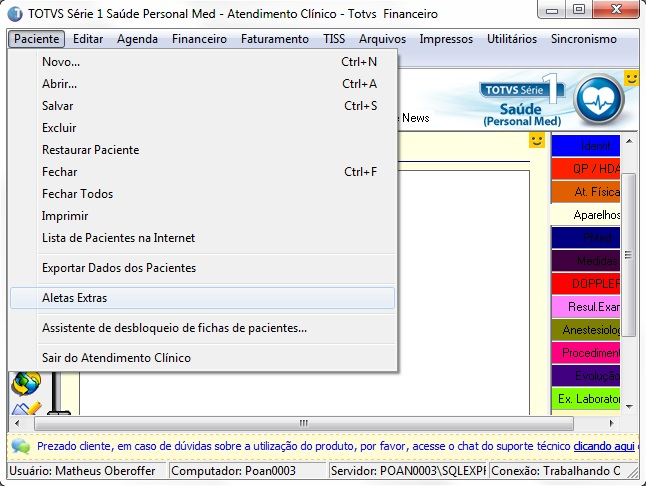 TOTVS Série 1 Saúde Personal Med - Atendimento Clínico - Totvs Financeiro
Paciente Editar Agenda Financeiro Faturamento TISS Arquivos Impressos Utilitários Sincronismo
Novo... Ctrl+N
Abrir... Ctrl+A
Salvar Ctrl+S
Excluir
Restaurar Paciente
Fechar Ctrl+F
Fechar Todos
Imprimir
Lista de Pacientes na Internet
Exportar Dados dos Pacientes
Aletas Extras
Assistente de desbloqueio de fichas de pacientes...
Sair do Atendimento Clínico
e News
TOTVS Série 1
Saúde
(Personal Med)
Identif.
QP / HDA
At. Física
Aparelhos
Medidas
DOPPLER
Resul.Exar
Anestesiolog
Procediment
Evolução
Ex. Laborator
Prezado cliente, em caso de dúvidas sobre a utilização do produto, por favor, acesse o chat do suporte técnico clicando aqui
Usuário: Matheus Oberoffer Computador: Poan0003 Servidor: POAN0003\SQLEXPF Conexão: Trabalhando O